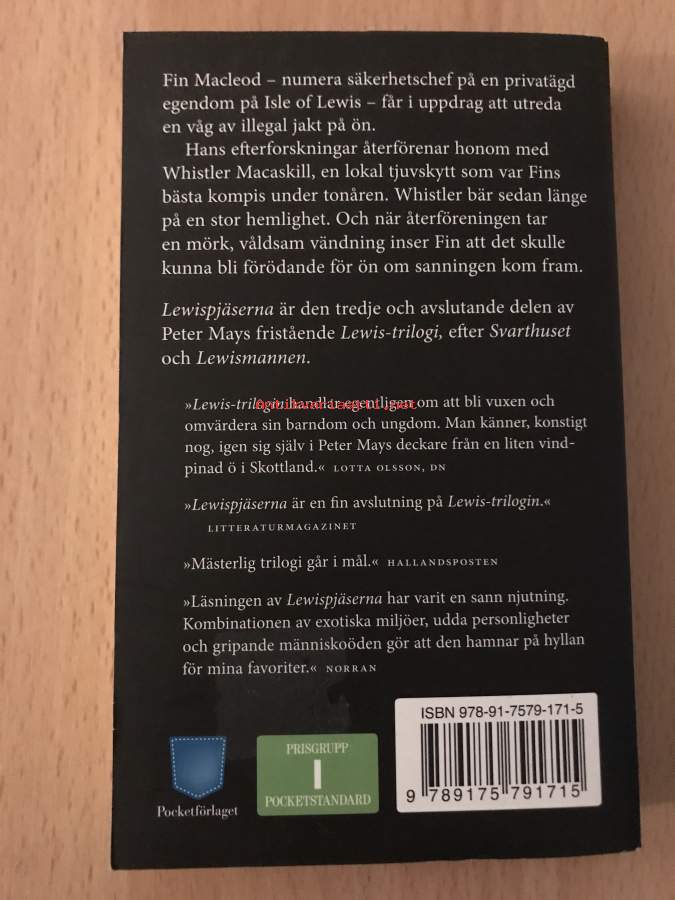 Fin Macleod – numera säkerhetschef på en privatägd
egendom på Isle of Lewis – får i uppdrag att utreda
en våg av illegal jakt på ön.
Hans efterforskningar återförenar honom med
Whistler Macaskill, en lokal tjuvskytt som var Fins
bästa kompis under tonåren. Whistler bär sedan länge
på en stor hemlighet. Och när återföreningen tar
en mörk, våldsam vändning inser Fin att det skulle
kunna bli förödande för ön om sanningen kom fram.
Lewispjäserna är den tredje och avslutande delen av
Peter Mays fristående Lewis-trilogi, efter Svarthuset
och Lewismannen.
»Lewis-trilogin handlar egentligen om att bli vuxen och
omvärdera sin barndom och ungdom. Man känner, konstigt
nog, igen sig själv i Peter Mays deckare från en liten vind-
pinad ö i Skottland.« LOTTA OLSSON, DN
»Lewispjäserna är en fin avslutning på Lewis-trilogin.«
LITTERATURMAGAZINET
»Mästerlig trilogi går i mål.« HALLANDSPOSTEN
»Läsningen av Lewispjäserna har varit en sann njutning.
Kombinationen av exotiska miljöer, udda personligheter
och gripande människoöden gör att den hamnar på hyllan
för mina favoriter.« NORRAN
Pocketförlaget
PRISGRUPP
I
POCKETSTANDARD
ISBN 978-91-7579-171-5
9 789175 791715